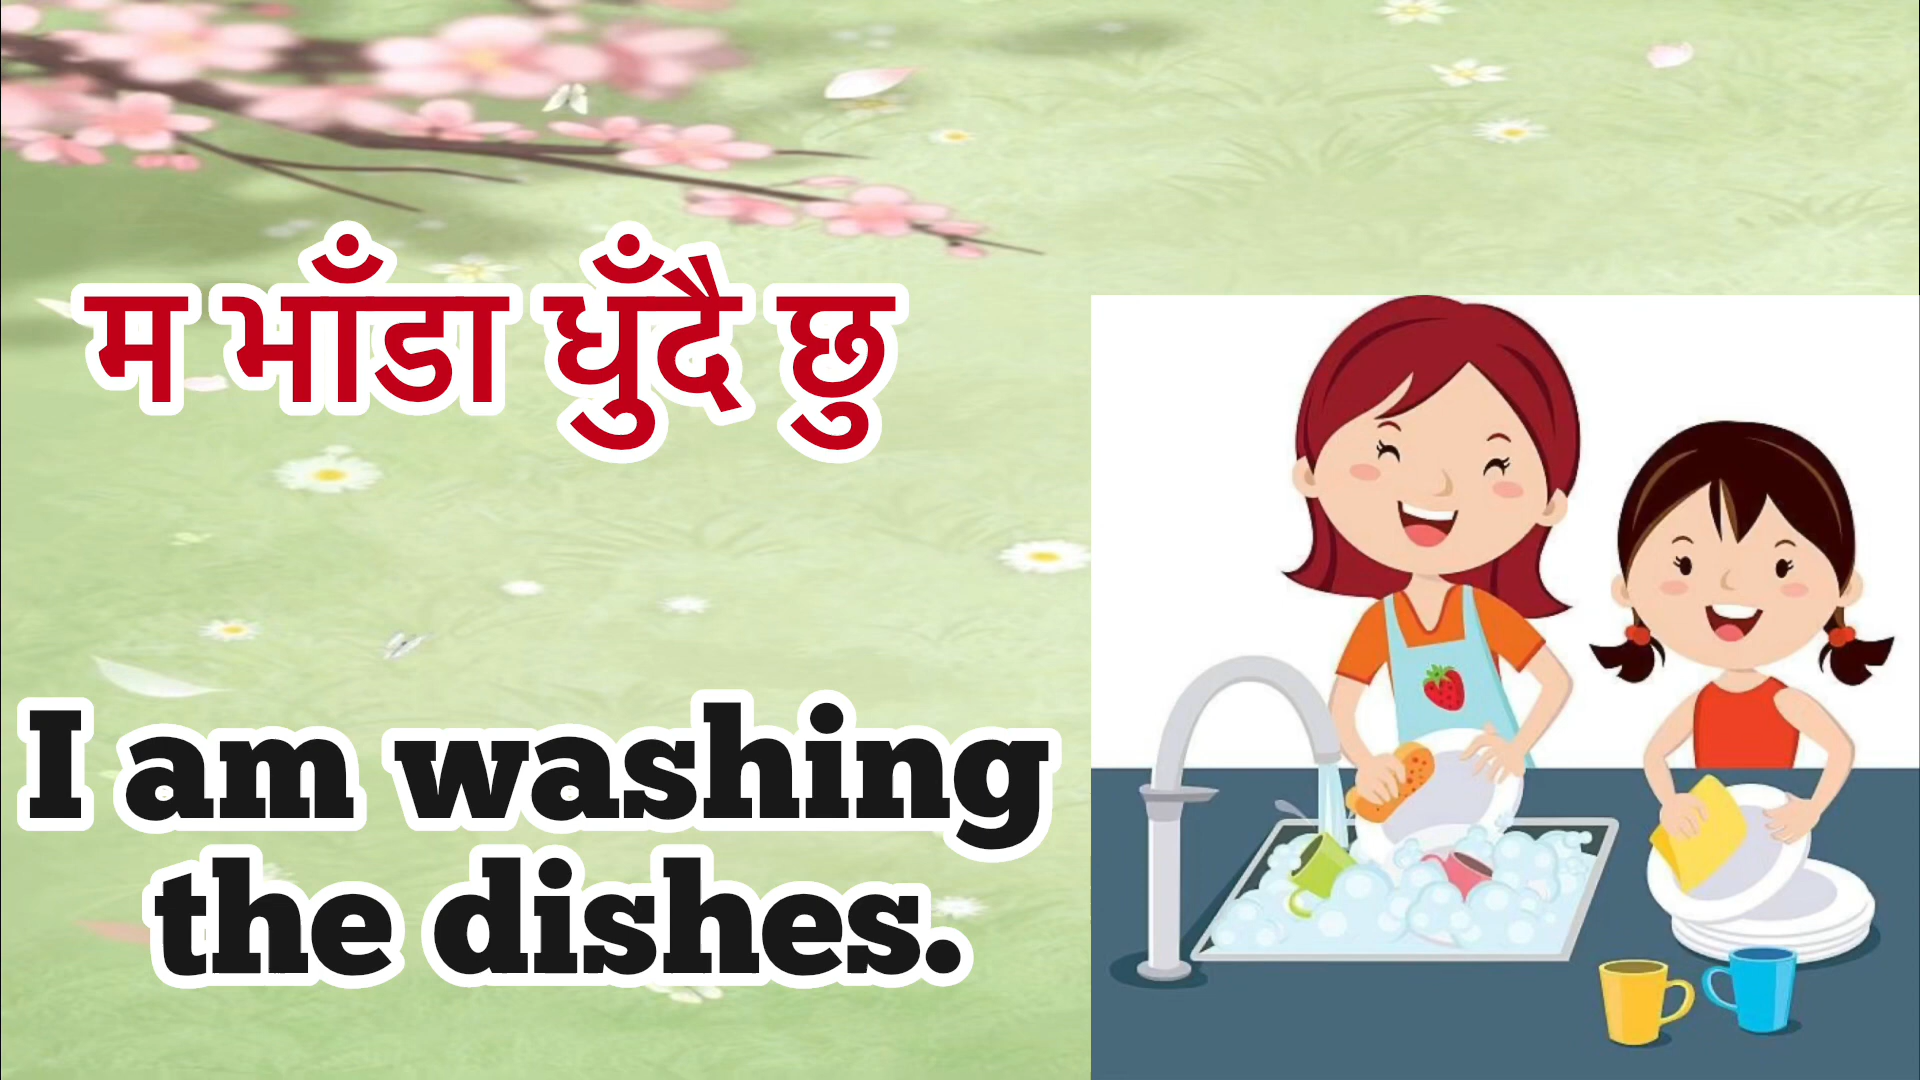 म भाँडा धुँदै छु
I am washing
the dishes.